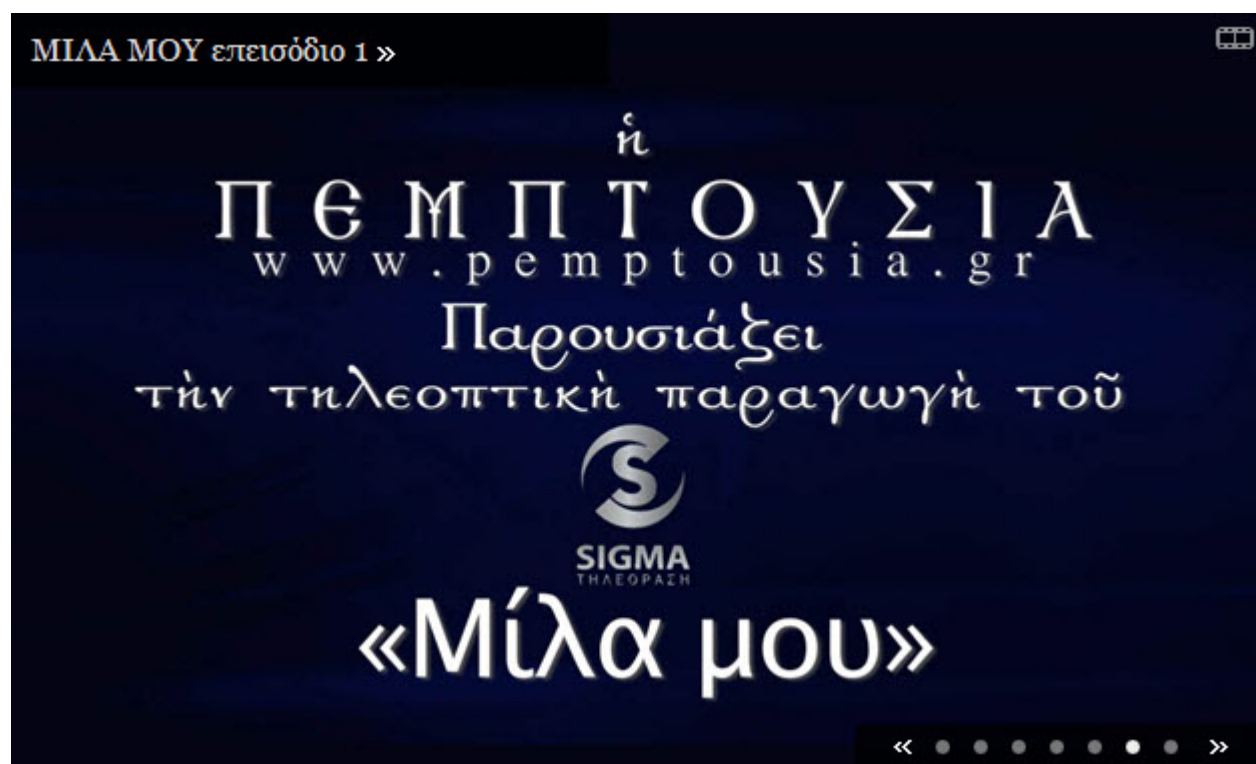 ΜΙΛΑ ΜΟΥ επεισόδιο 1 »
ἡ
ΠΕΜΠΤΟΥΣΙΑ
www.pemptousia.gr
Παρουσιάζει
τὴν τηλεοπτικὴ παραγωγὴ τοῦ
S
SIGMA
ΤΗΛΕΟΡΑΣΗ
«Μίλα μου»
« »